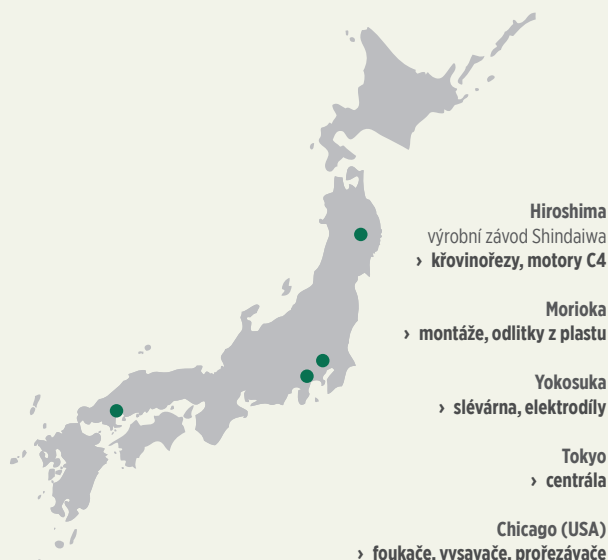 Hiroshima
výrobní závod Shindaiwa
› křovinořezy, motory C4
Morioka
› montáže, odlitky z plastu
Yokosuka
› slévárna, elektrodíly
Tokyo
› centrála
Chicago (USA)
› foukače, vysavače, prořezávače